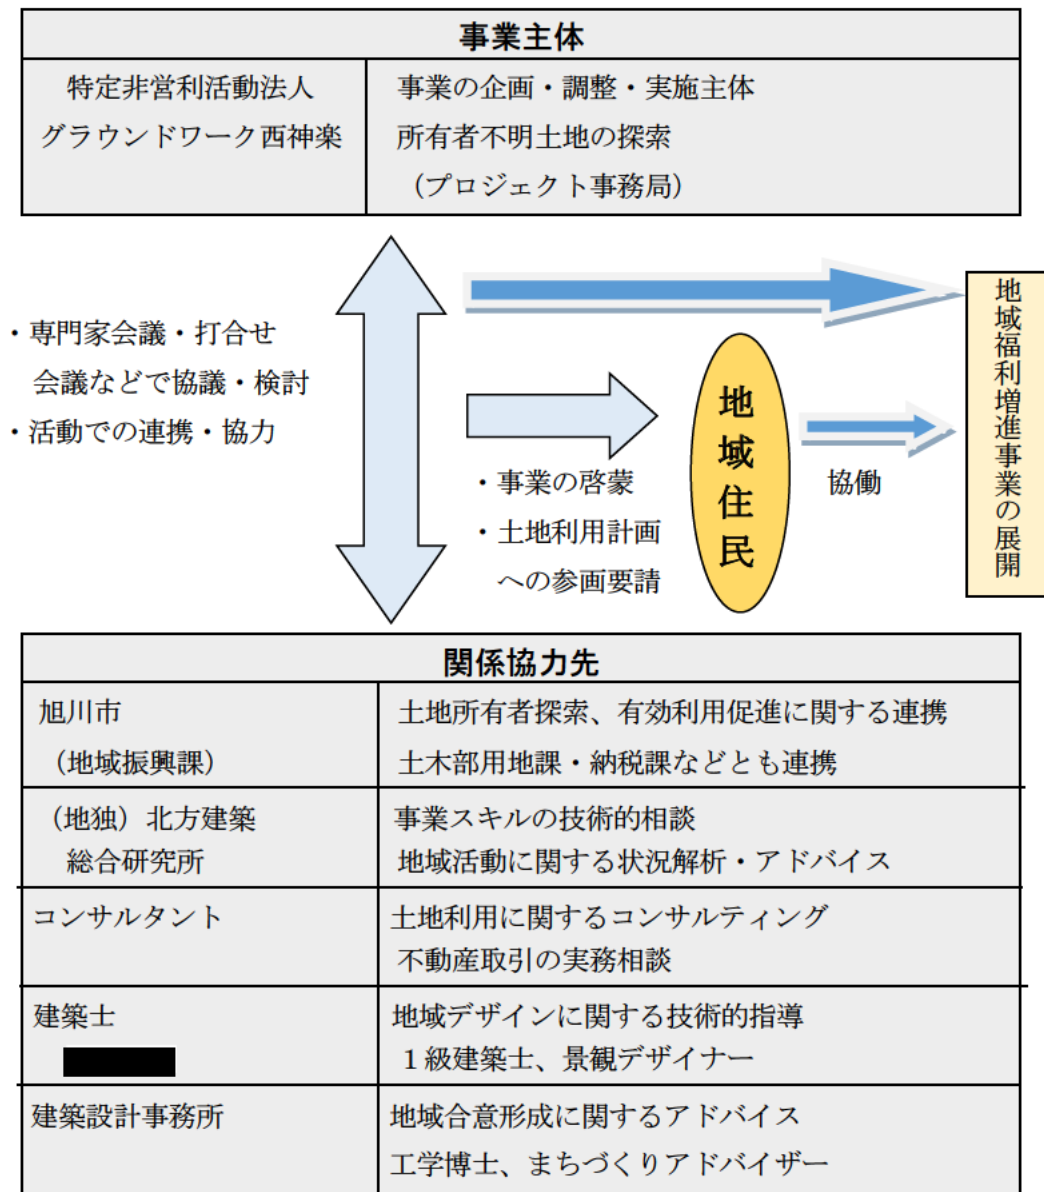 事業主体
特定非営利活動法人
グラウンドワーク西神楽
事業の企画・調整・実施主体
所有者不明土地の探索
（プロジェクト事務局）
・専門家会議・打合せ
会議などで協議・検討
・活動での連携・協力
・事業の啓蒙
・土地利用計画
への参画要請
地域住民
協働
地域福利増進事業の展開
関係協力先
旭川市
（地域振興課）
土地所有者探索、有効利用促進に関する連携
土木部用地課・納税課などとも連携
（地独）北方建築
総合研究所
事業スキルの技術的相談
地域活動に関する状況解析・アドバイス
コンサルタント
土地利用に関するコンサルティング
不動産取引の実務相談
建築士
地域デザインに関する技術的指導
１級建築士、景観デザイナー
建築設計事務所
地域合意形成に関するアドバイス
工学博士、まちづくりアドバイザー